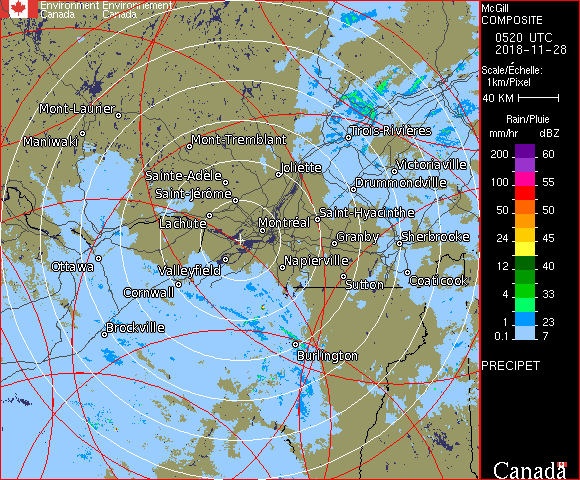 Environment Environnement
Canada Canada
McGill
COMPOSITE
0520 UTC
2018-11-28
Scale/Échelle:
1km/Pixel
40 KM
Rain/Pluie
mm/hr dBZ
200 60
100 55
50 50
24 45
12 40
4 33
1 23
0.1 7
PRECIPET
Canada
Mont-Laurier
Maniwaki
Mont-Tremblant
Trois-Rivières
Joliette
Victoriaville
Sainte-Adèle
Drummondville
Saint-Jérôme
Saint-Hyacinthe
Lachute
Montréal
Granby
Sherbrooke
Ottawa
Valleyfield
Napierville
Sutton
Coaticook
Cornwall
Brockville
Burlington